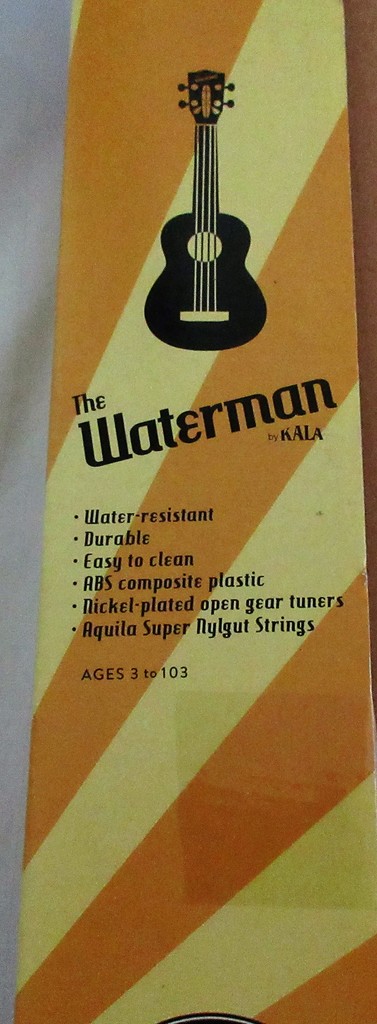 The
Waterman
by KALA
· Water-resistant
· Durable
· Easy to clean
· ABS composite plastic
· Nickel-plated open gear tuners
· Aquila Super Nylgut Strings
AGES 3 to 103